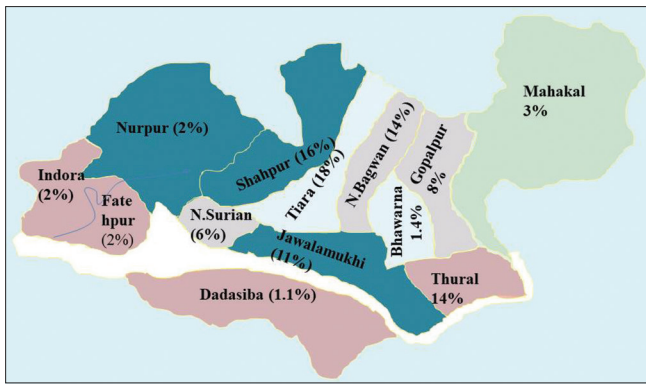 Mahakal
3%
Nurpur (2%)
Shahpur (16%)
Tiara (18%)
N.Bagwan (14%)
Gopalpur
8%
Indora
(2%)
Fate
hpur
(2%)
N.Surian
(6%)
Bhawarna
1.4%
Jawalamukhi
(11%)
Thural
14%
Dadasiba (1.1%)